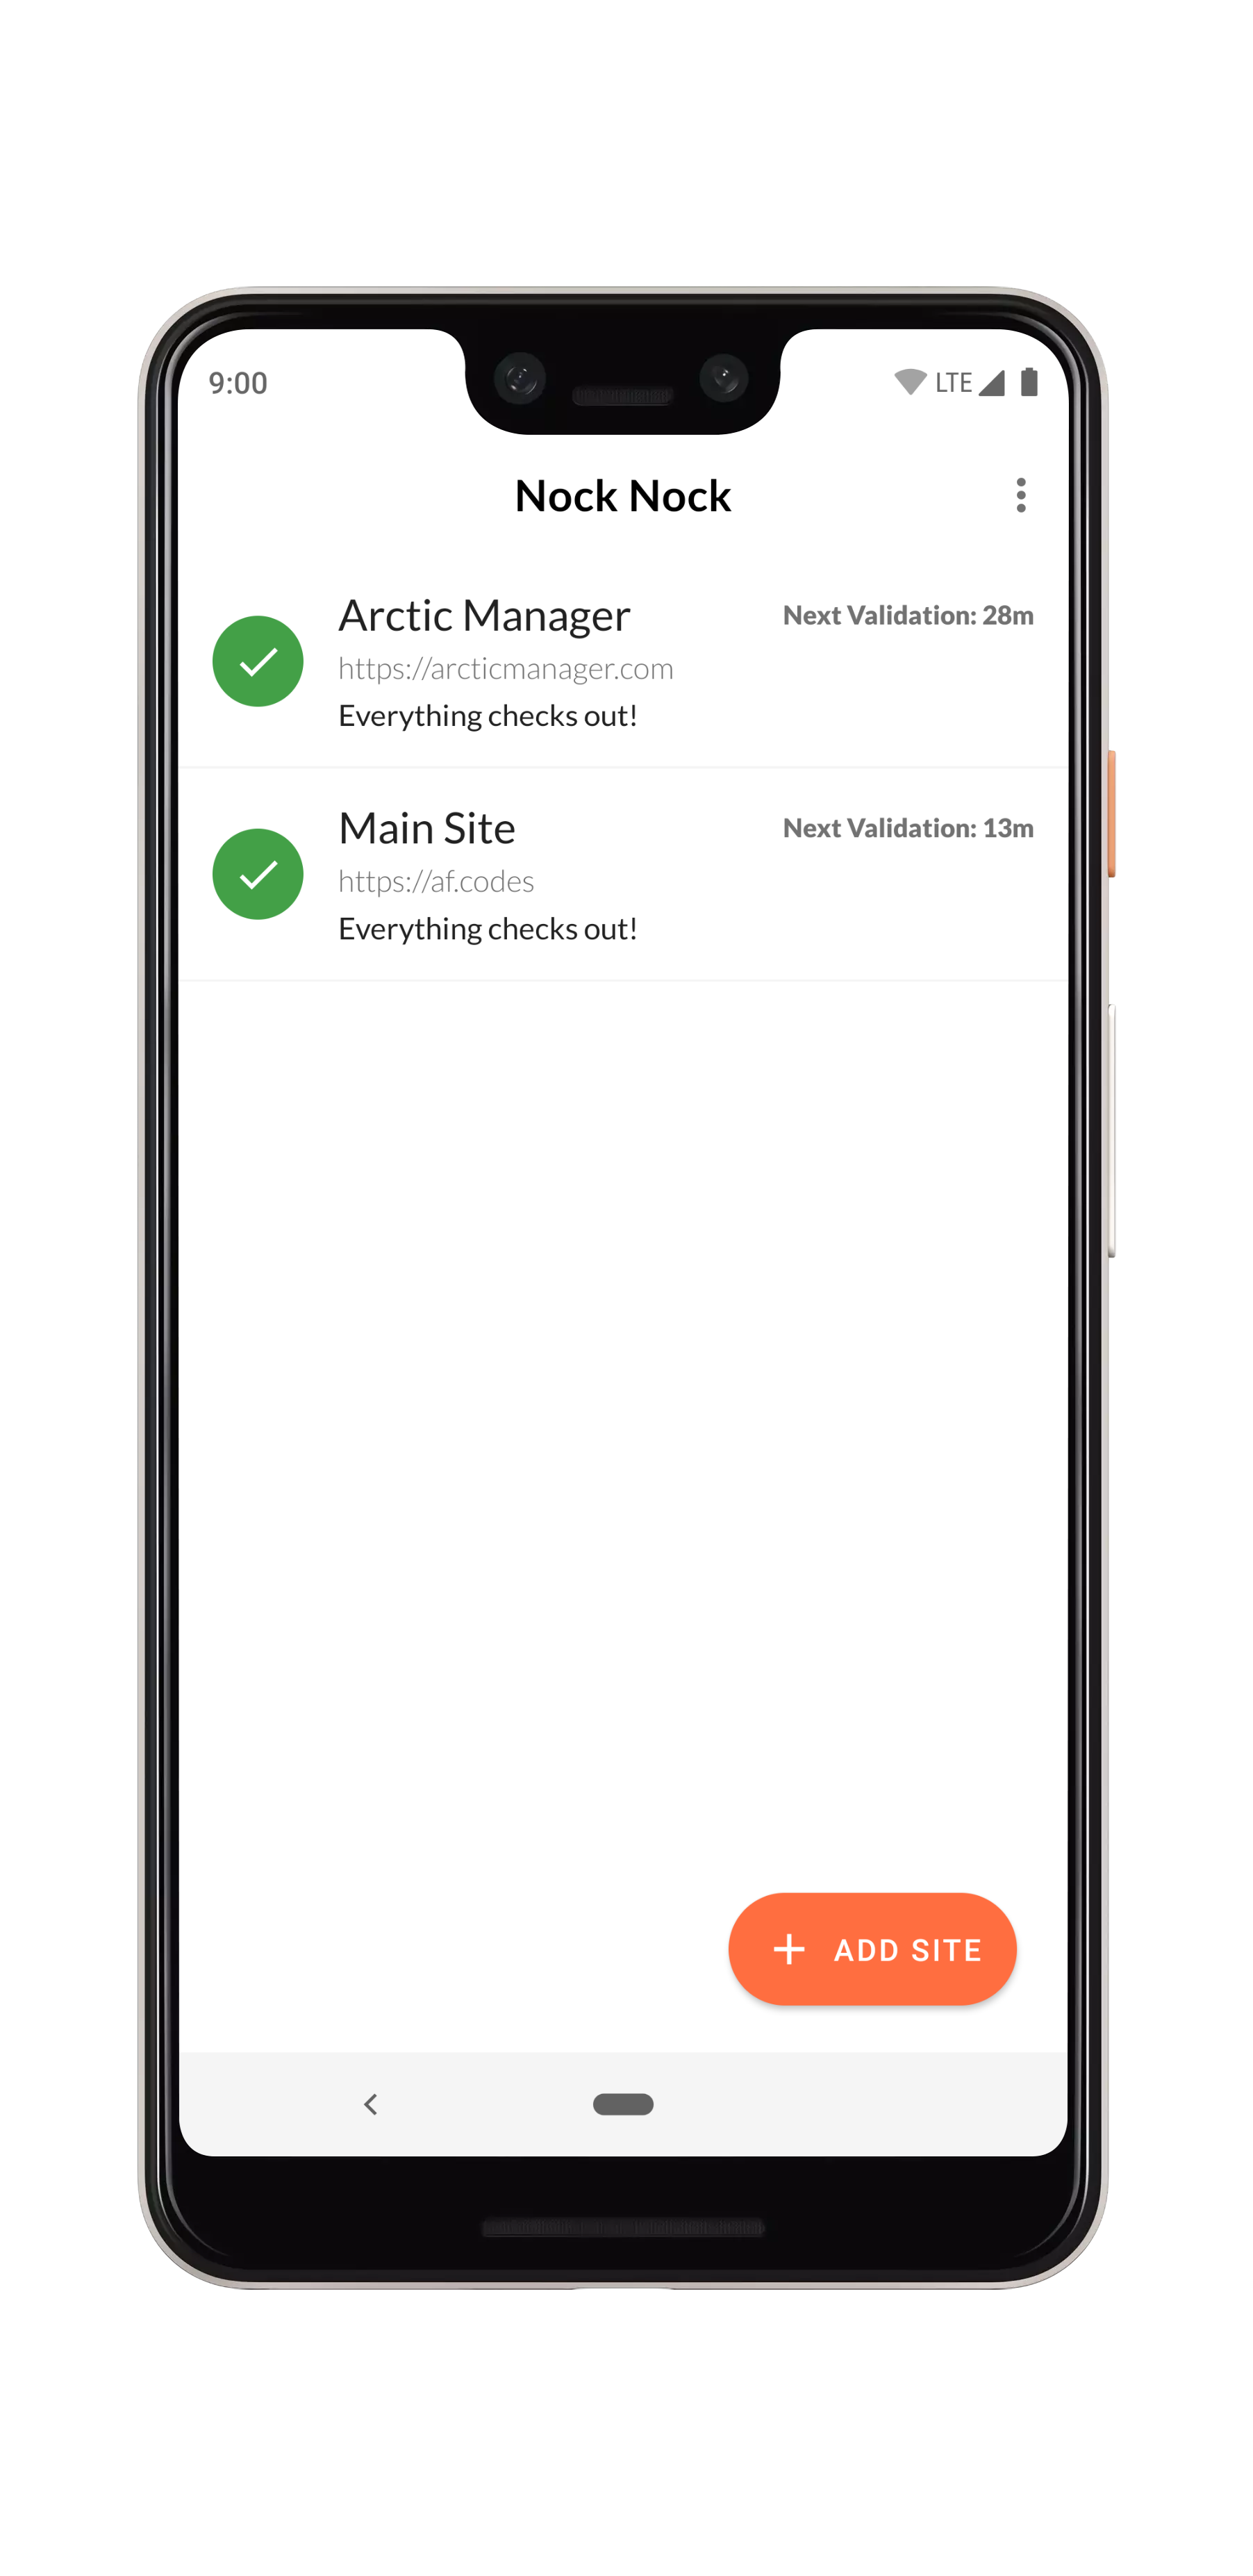 9:00
LTE
Nock Nock
Arctic Manager
Next Validation: 28m
https://arcticmanager.com
Everything checks out!
Main Site
Next Validation: 13m
https://af.codes
Everything checks out!
ADD SITE